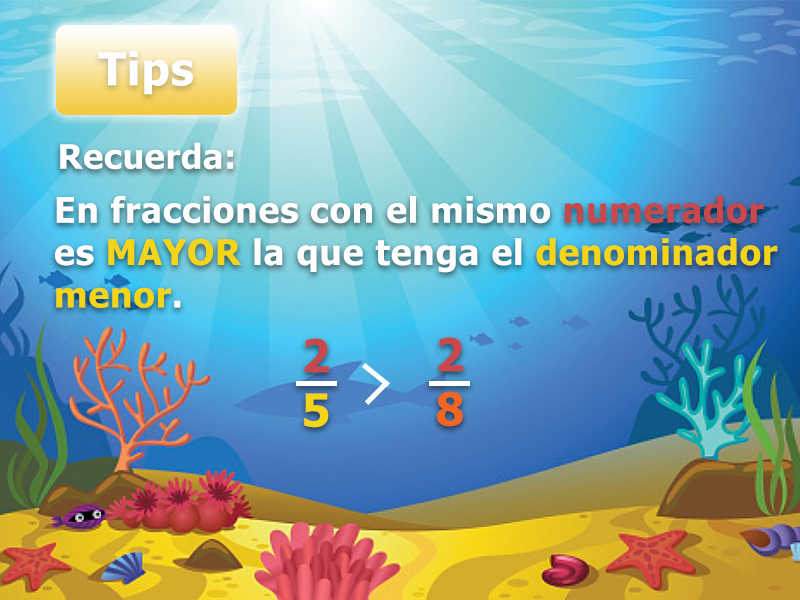 Tips
Recuerda:
En fracciones con el mismo numerador
es MAYOR la que tenga el denominador
menor.
2/5 > 2/8